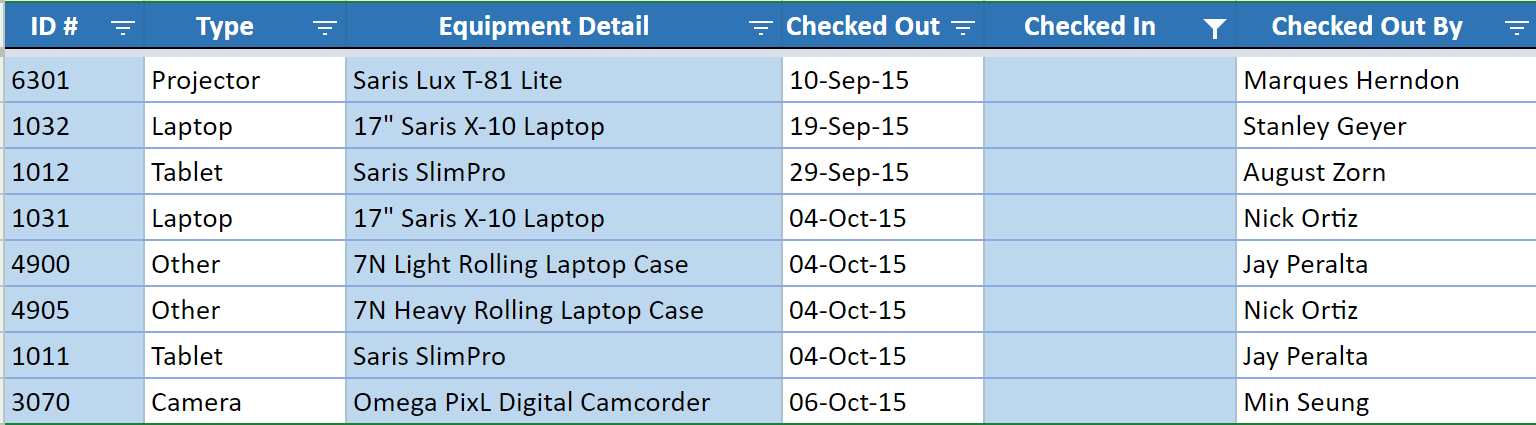 ID # Type Equipment Detail Checked Out Checked In Checked Out By
6301 Projector Saris Lux T-81 Lite 10-Sep-15 Marques Herndon
1032 Laptop 17" Saris X-10 Laptop 19-Sep-15 Stanley Geyer
1012 Tablet Saris SlimPro 29-Sep-15 August Zorn
1031 Laptop 17" Saris X-10 Laptop 04-Oct-15 Nick Ortiz
4900 Other 7N Light Rolling Laptop Case 04-Oct-15 Jay Peralta
4905 Other 7N Heavy Rolling Laptop Case 04-Oct-15 Nick Ortiz
1011 Tablet Saris SlimPro 04-Oct-15 Jay Peralta
3070 Camera Omega PixL Digital Camcorder 06-Oct-15 Min Seung